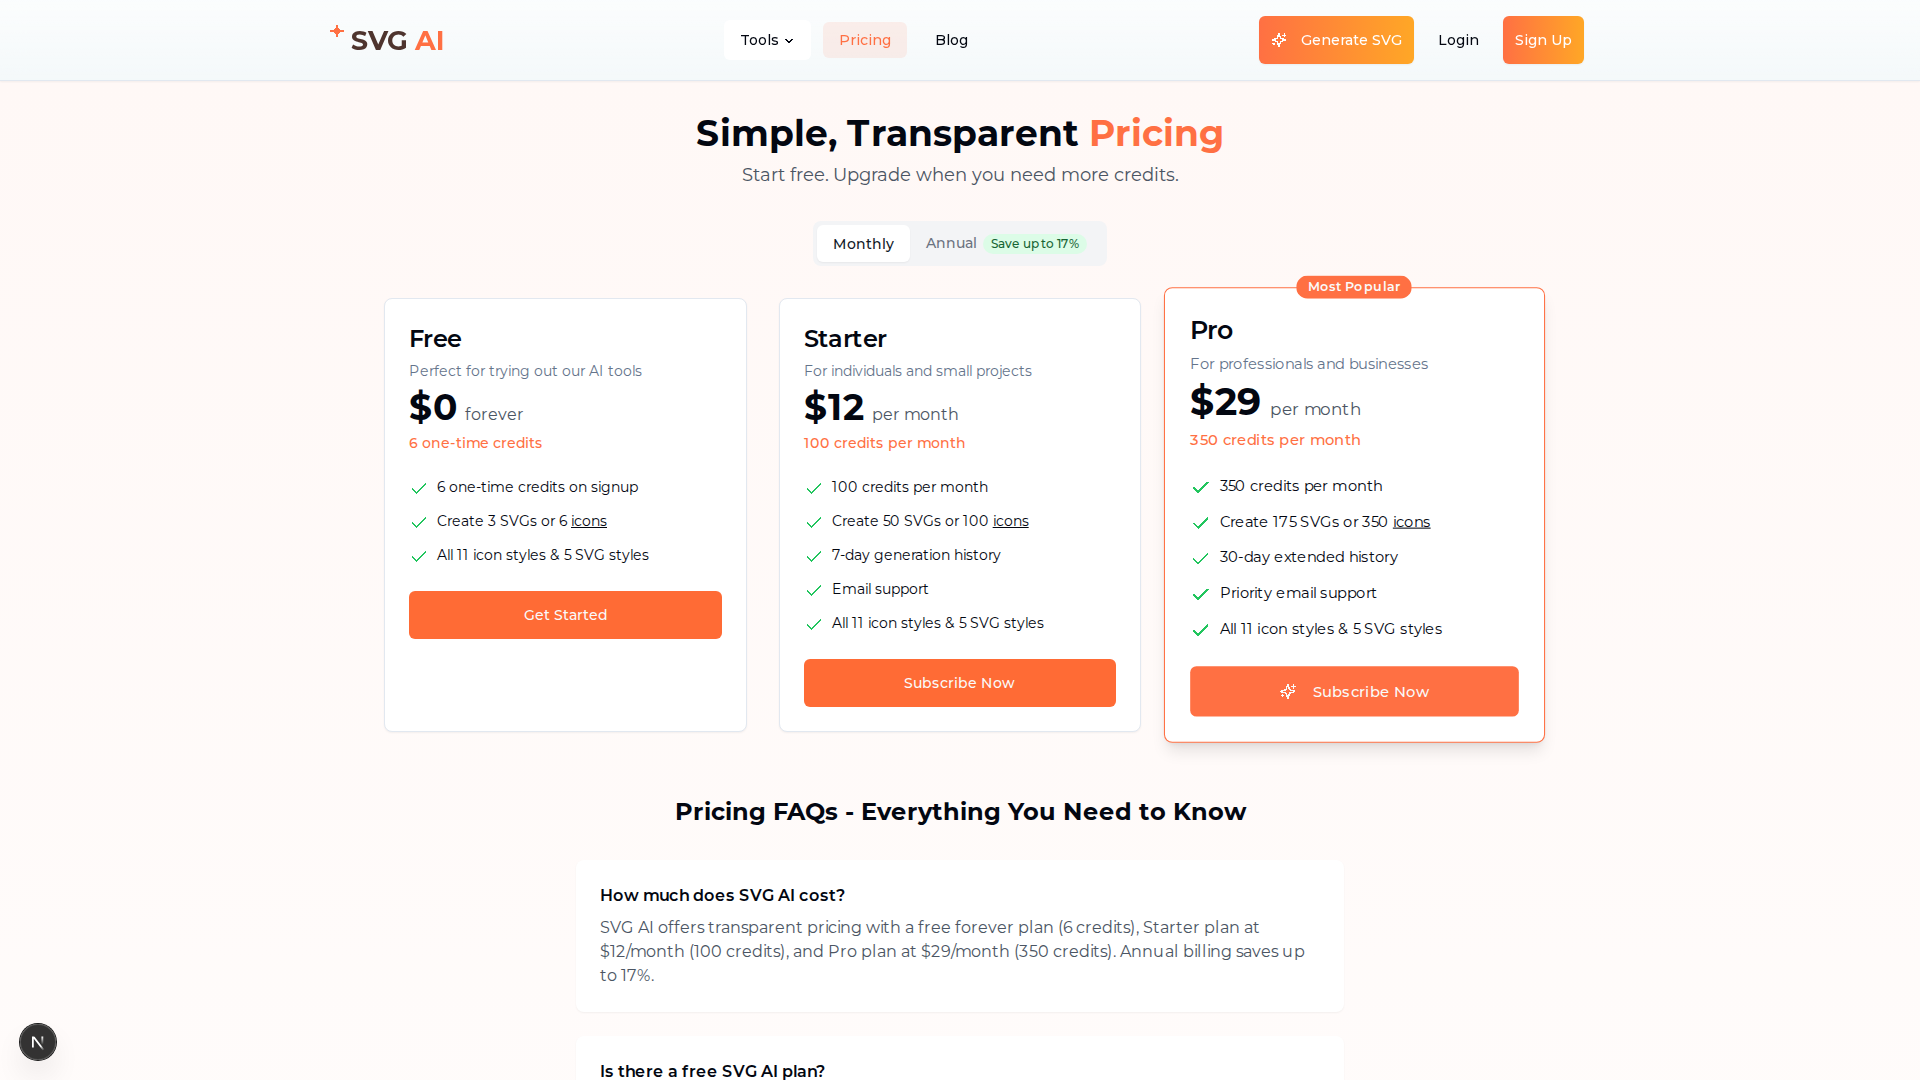 SVG AI
Tools
Pricing
Blog
Generate SVG
Login
Sign Up
Simple, Transparent Pricing
Start free. Upgrade when you need more credits.
Monthly
Annual Save up to 17%
Free
Perfect for trying out our AI tools
$0 forever
6 one-time credits
6 one-time credits on signup
Create 3 SVGs or 6 icons
All 11 icon styles & 5 SVG styles
Get Started
Starter
For individuals and small projects
$12 per month
100 credits per month
100 credits per month
Create 50 SVGs or 100 icons
7-day generation history
Email support
All 11 icon styles & 5 SVG styles
Subscribe Now
Most Popular
Pro
For professionals and businesses
$29 per month
350 credits per month
350 credits per month
Create 175 SVGs or 350 icons
30-day extended history
Priority email support
All 11 icon styles & 5 SVG styles
Subscribe Now
Pricing FAQs - Everything You Need to Know
How much does SVG AI cost?
SVG AI offers transparent pricing with a free forever plan (6 credits), Starter plan at
$12/month (100 credits), and Pro plan at $29/month (350 credits). Annual billing saves up
to 17%.
Is there a free SVG AI plan?
N